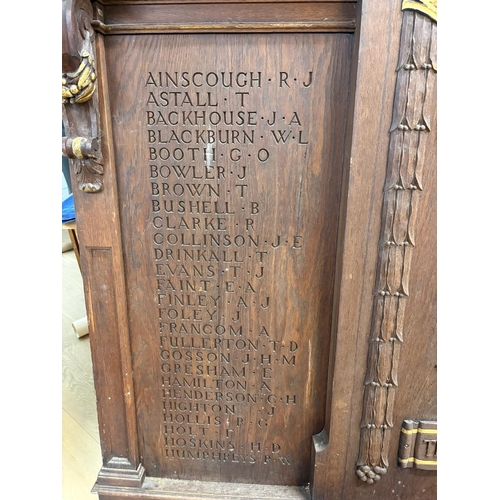 AINSCOUGH · R · J
ASTALL · T
BACKHOUSE · J · A
BLACKBURN · W · L
BOOTH · G · O
BOWLER · J
BROWN · T
BUSHELL · B
CLARKE · R
COLLINSON · J · E
DRINKALL · T
EVANS · T · J
FAINT · E · A
FINLEY · A · J
FOLEY · J
FRANCOM · A
FULLERTON · T · D
GOSSON · J · H · M
GRESHAM · E
HAMILTON · A
HENDERSON · G · H
HIGHTON · J
HOLLIS · P · G
HOLT · F
HOSKINS · H · D
HUMPHREYS · R · W